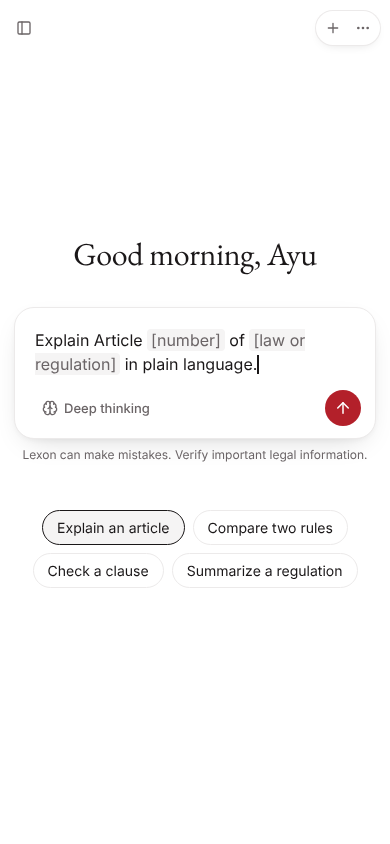 Good morning, Ayu
Explain Article [number] of [law or
regulation] in plain language.
Deep thinking
Lexon can make mistakes. Verify important legal information.
Explain an article
Compare two rules
Check a clause
Summarize a regulation